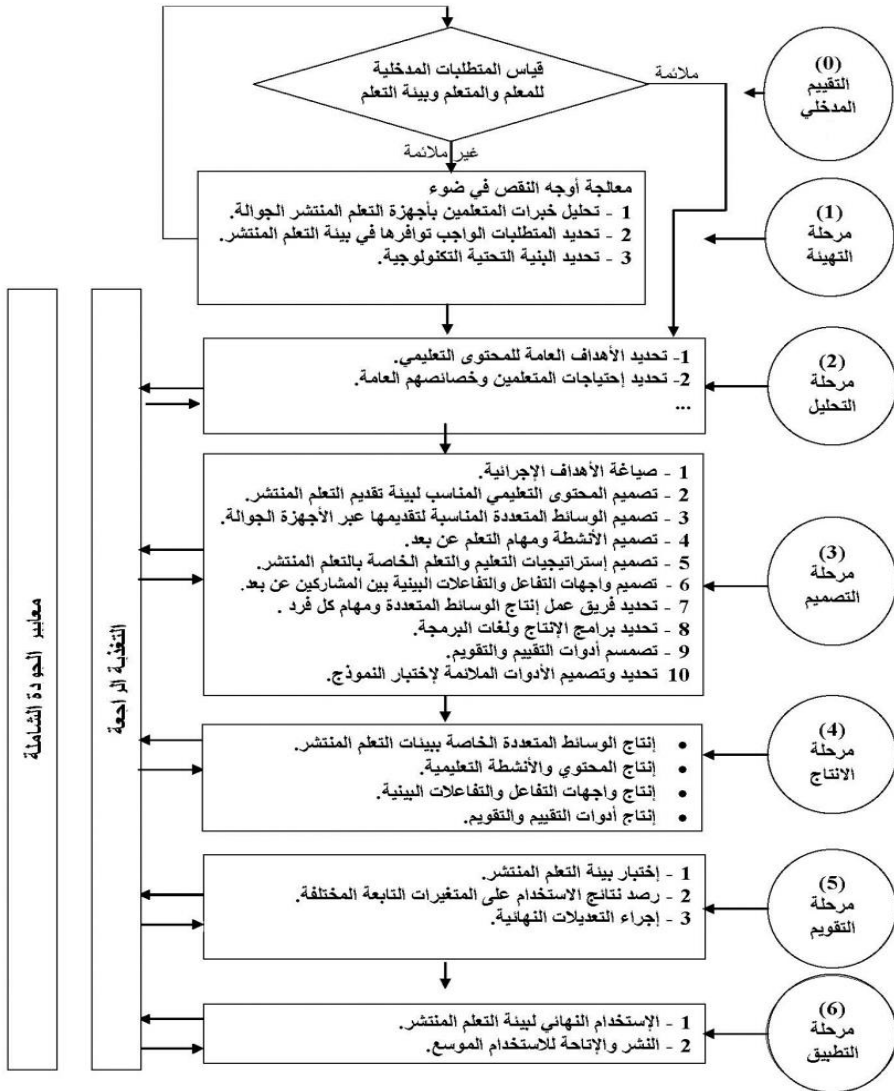 قياس المتطلبات المدخلية
للمعلم والمتعلم وبيئة التعلم
ملائمة
(0)
التقييم
المدخلي
غير ملائمة
معالجة أوجه النقص في ضوء
1 - تحليل خبرات المتعلمين بأجهزة التعلم المنتشر الجوالة.
2 - تحديد المتطلبات الواجب توافرها في بيئة التعلم المنتشر.
3 - تحديد البنية التحتية التكنولوجية.
(1)
مرحلة
التهيئة
1- تحديد الأهداف العامة للمحتوى التعليمي.
2- تحديد إحتياجات المتعلمين وخصائصهم العامة.
...
(2)
مرحلة
التحليل
1 - صياغة الأهداف الإجرائية.
2 - تصميم المحتوى التعليمي المناسب لبيئة تقديم التعلم المنتشر.
3 - تصميم الوسائط المتعددة المناسبة لتقديمها عبر الأجهزة الجوالة.
4 - تصميم الأنشطة ومهام التعلم عن بعد.
5 - تصميم إستراتيجيات التعليم والتعلم الخاصة بالتعلم المنتشر.
6 - تصميم واجهات التفاعل والتفاعلات البينية بين المشاركين عن بعد.
7 - تحديد فريق عمل إنتاج الوسائط المتعددة ومهام كل فرد .
8 - تحديد برامج الإنتاج ولغات البرمجة.
9 - تصمسم أدوات التقييم والتقويم.
10 تحديد وتصميم الأدوات الملائمة لإختبار النموذج.
(3)
مرحلة
التصميم
• إنتاج الوسائط المتعددة الخاصة ببيئات التعلم المنتشر.
• إنتاج المحتوي والأنشطة التعليمية.
• إنتاج واجهات التفاعل والتفاعلات البينية.
• إنتاج أدوات التقييم والتقويم.
(4)
مرحلة
الانتاج
1 - إختبار بيئة التعلم المنتشر.
2 - رصد نتائج الاستخدام على المتغيرات التابعة المختلفة.
3 - إجراء التعديلات النهائية.
(5)
مرحلة
التقويم
1 - الإستخدام النهائي لبيئة التعلم المنتشر.
2 - النشر والإتاحة للاستخدام الموسع.
(6)
مرحلة
التطبيق
التغذية الراجعة
معايير الجودة الشاملة